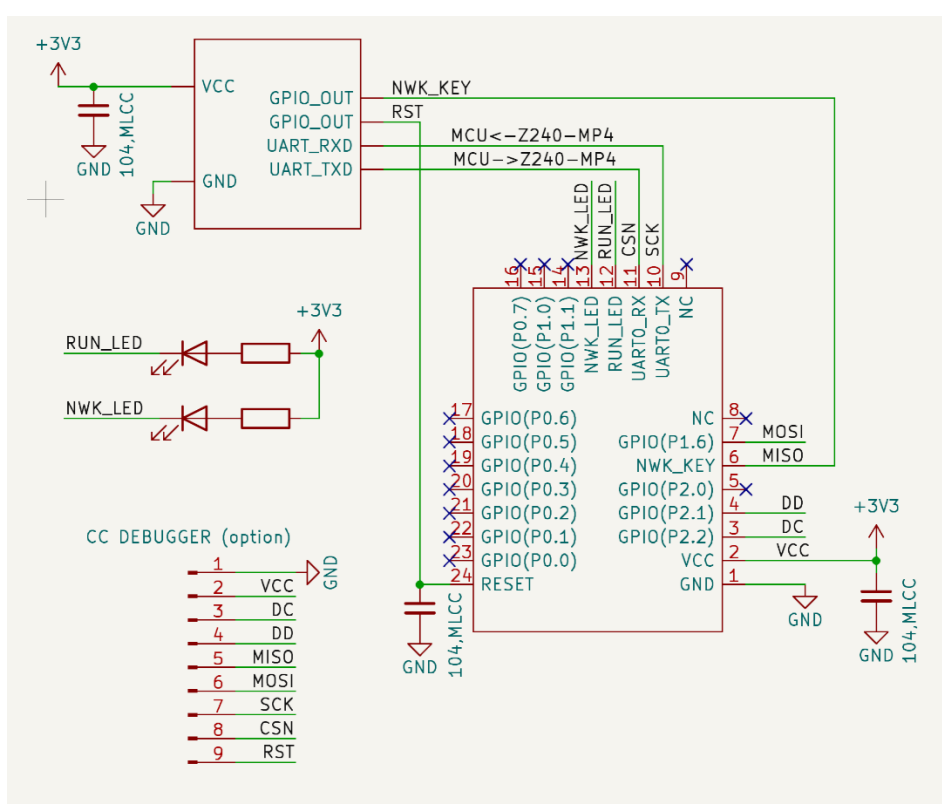 +3V3
VCC
GPIO_OUT
NWK_KEY
GPIO_OUT
RST
UART_RXD
MCU<-Z240-MP4
UART_TXD
MCU->Z240-MP4
GND
104,MLCC
GND
GND
NWK_LED
RUN_LED
CSN
SCK
16
15
14
13
12
11
10
9
GPIO(P0.7)
GPIO(P1.0)
GPIO(P1.1)
NWK_LED
RUN_LED
UART0_RX
UART0_TX
NC
+3V3
RUN_LED
NWK_LED
17 GPIO(P0.6)
18 GPIO(P0.5)
19 GPIO(P0.4)
20 GPIO(P0.3)
21 GPIO(P0.2)
22 GPIO(P0.1)
23 GPIO(P0.0)
24 RESET
NC 8
GPIO(P1.6) 7 MOSI
NWK_KEY 6 MISO
GPIO(P2.0) 5
GPIO(P2.1) 4 DD
GPIO(P2.2) 3 DC
VCC 2 VCC
GND 1
+3V3
GND
104,MLCC
GND
104,MLCC
GND
CC DEBUGGER (option)
1 GND
2 VCC
3 DC
4 DD
5 MISO
6 MOSI
7 SCK
8 CSN
9 RST